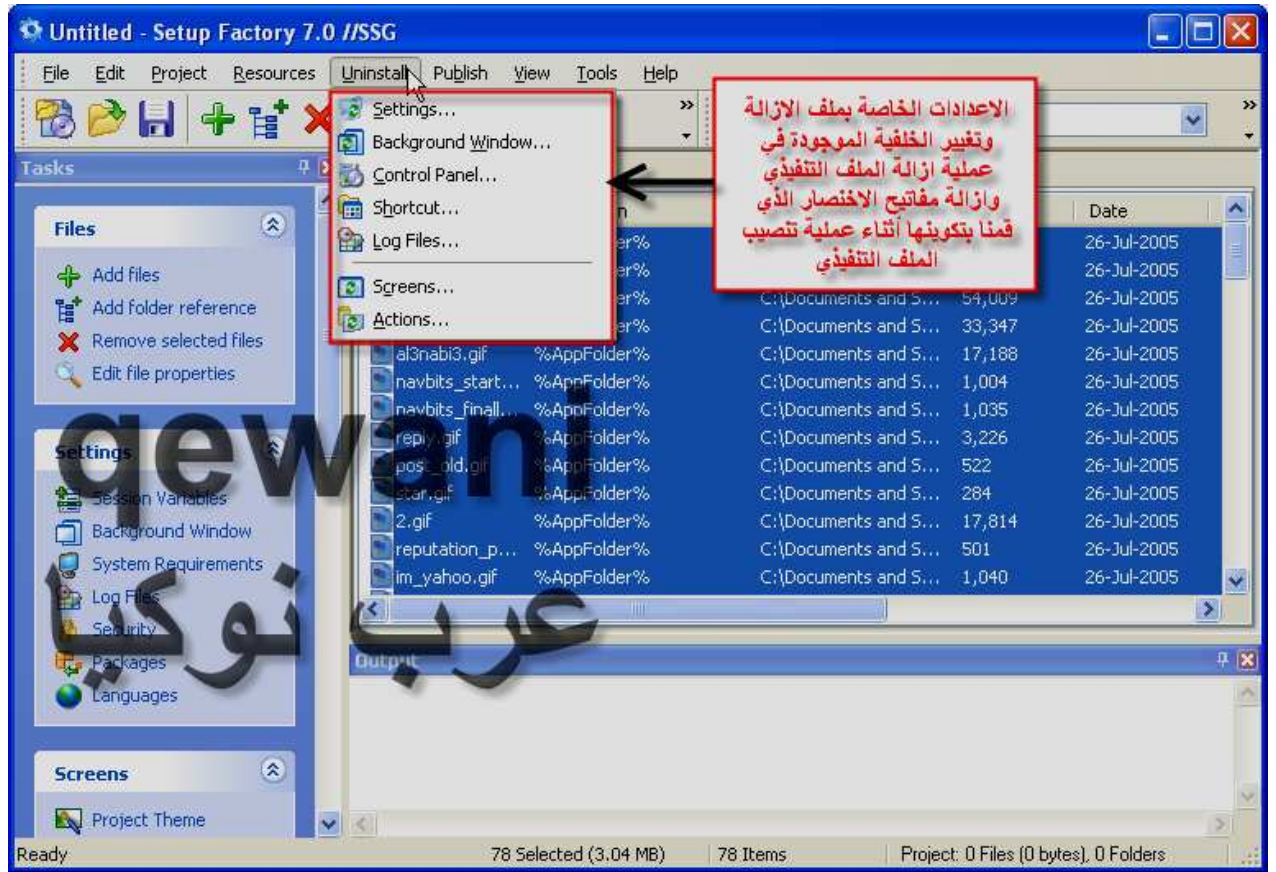 Untitled - Setup Factory 7.0 //SSG
File Edit Project Resources Uninstall Publish View Tools Help
Settings...
Background Window...
Control Panel...
Shortcut...
Log Files...
Screens...
Actions...
الاعدادات الخاصة بملف الازالة
وتغيير الخلفية الموجودة في
عملية ازالة الملف التنفيذي
وازالة مفاتيح الاختصار الذي
قمنا بتكوينها أثناء عملية تنصيب
الملف التنفيذي
Tasks
Files
Add files
Add folder reference
Remove selected files
Edit file properties
Settings
Session Variables
Background Window
System Requirements
Log Files
Security
Packages
Languages
Screens
Project Theme
Date
26-Jul-2005
26-Jul-2005
C:\Documents and S... 54,009 26-Jul-2005
C:\Documents and S... 33,347 26-Jul-2005
al3nabi3.gif %AppFolder% C:\Documents and S... 17,188 26-Jul-2005
navbits_start... %AppFolder% C:\Documents and S... 1,004 26-Jul-2005
navbits_finall... %AppFolder% C:\Documents and S... 1,035 26-Jul-2005
reply.gif %AppFolder% C:\Documents and S... 3,226 26-Jul-2005
post_old.gif %AppFolder% C:\Documents and S... 522 26-Jul-2005
star.gif %AppFolder% C:\Documents and S... 284 26-Jul-2005
2.gif %AppFolder% C:\Documents and S... 17,814 26-Jul-2005
reputation_p... %AppFolder% C:\Documents and S... 501 26-Jul-2005
im_yahoo.gif %AppFolder% C:\Documents and S... 1,040 26-Jul-2005
qewani
عرب نوكيا
Output
Ready
78 Selected (3.04 MB)
78 Items
Project: 0 Files (0 bytes), 0 Folders